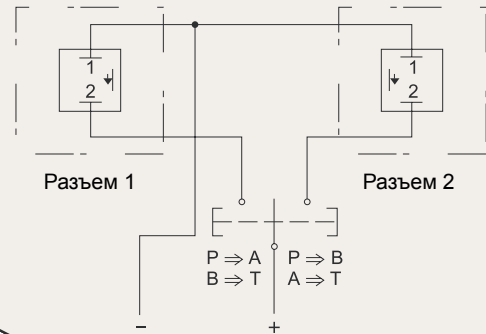 1
2
1
2
Разъем 1
Разъем 2
P ⇒ A
B ⇒ T
P ⇒ B
A ⇒ T
− +